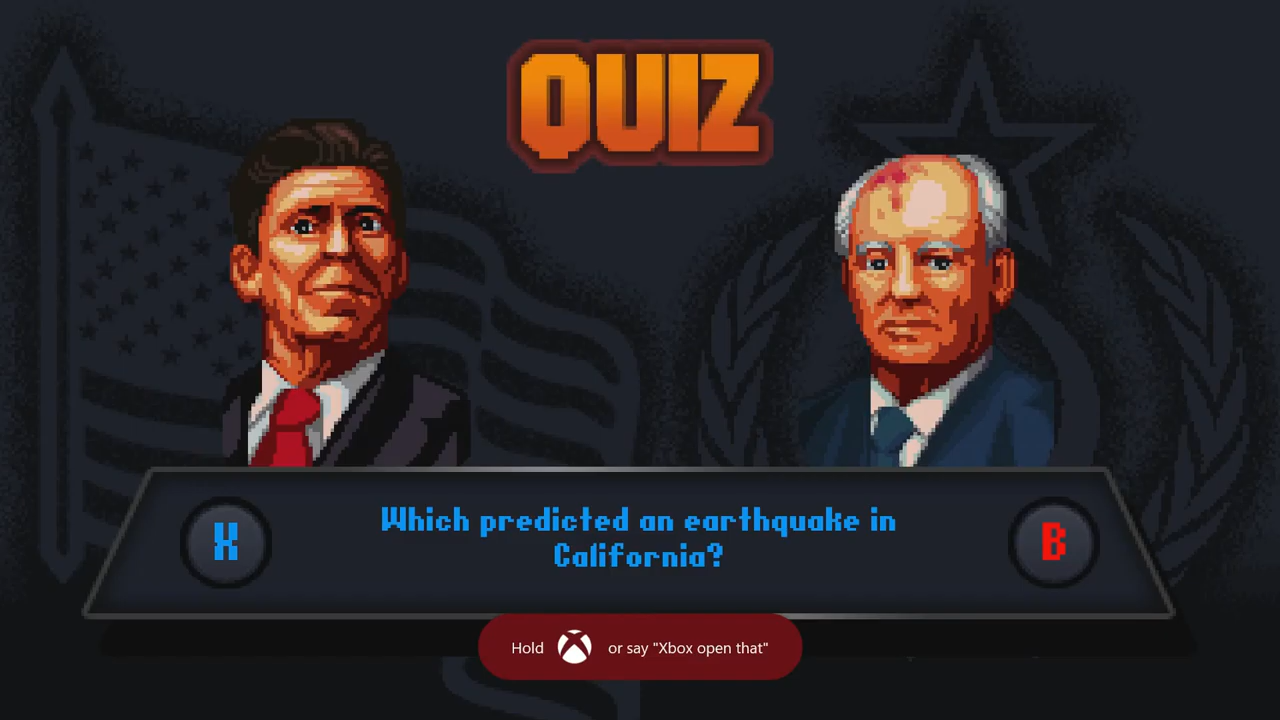 QUIZ
X
Which predicted an earthquake in
California?
B
Hold
or say "Xbox open that"